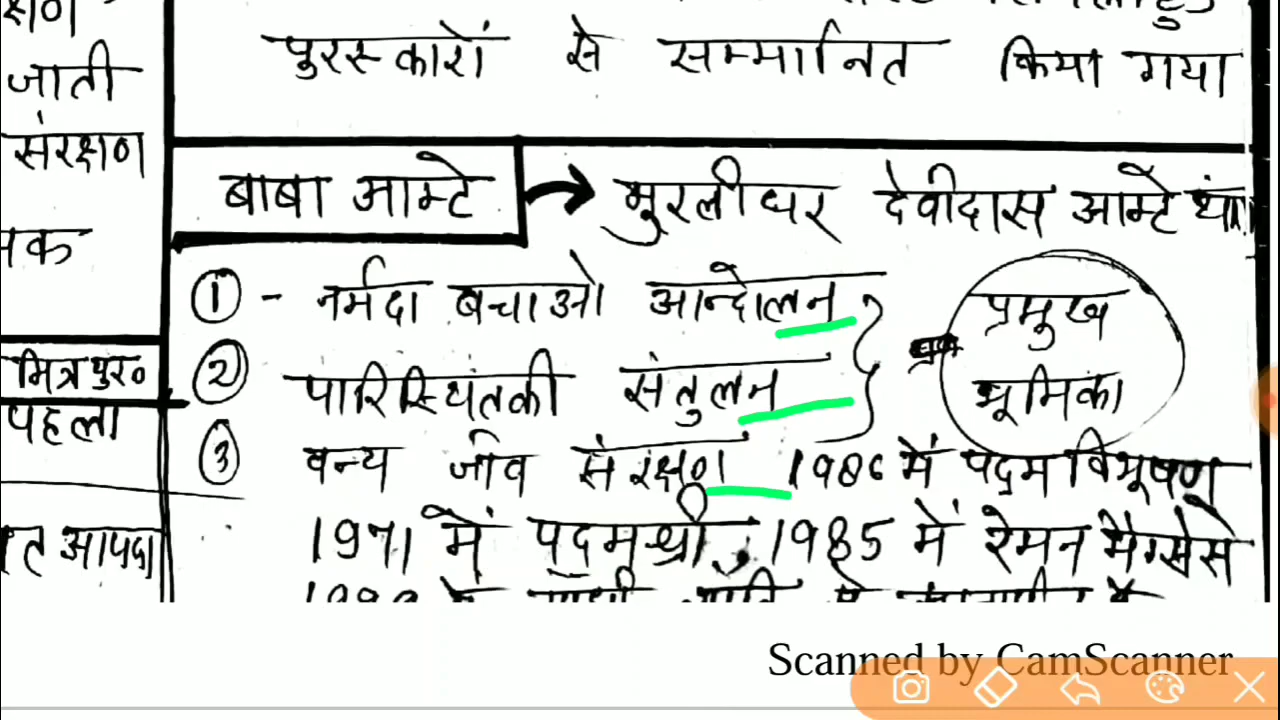 जाती
संरक्षण
मित्र पुर०
पहला
आपदा
पुरस्कारों से सम्मानित किया गया
बाबा आम्टे → मुरलीधर देवीदास आम्टे था
① - नर्मदा बचाओ आन्दोलन
② पारिस्थितकी संतुलन
प्रमुख
भूमिका
③ वन्य जीव संरक्षण 1986 में पद्म विभूषण
1971 में पद्मश्री, 1985 में रेमन मैग्सेसे
Scanned by CamScanner